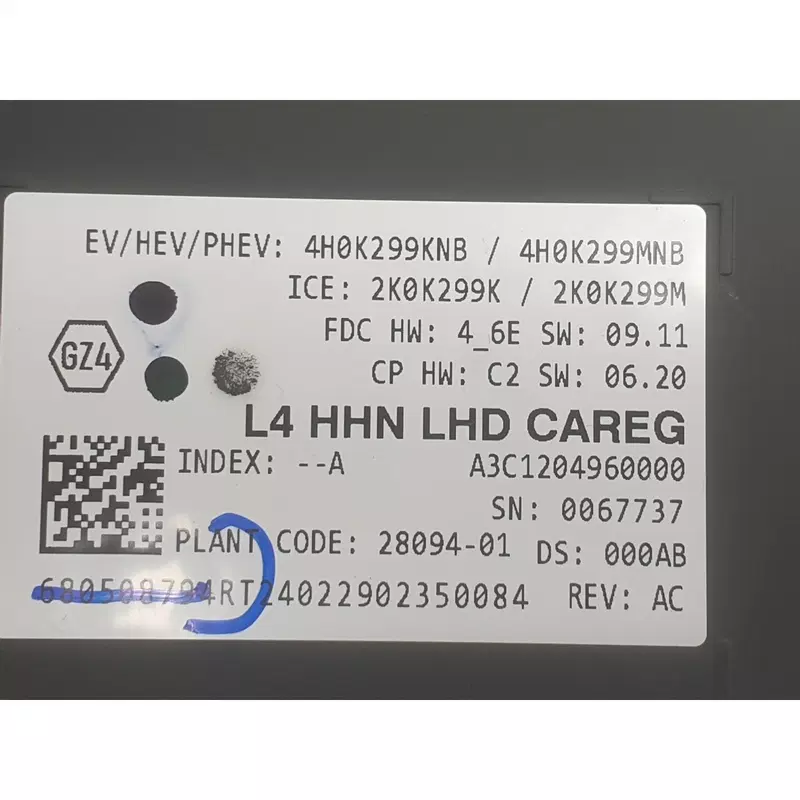 EV/HEV/PHEV: 4H0K299KNB / 4H0K299MNB
ICE: 2K0K299K / 2K0K299M
FDC HW: 4_6E SW: 09.11
GZ4
CP HW: C2 SW: 06.20
L4 HHN LHD CAREG
INDEX: --A A3C1204960000
SN: 0067737
PLANT CODE: 28094-01 DS: 000AB
680508794RT24022902350084 REV: AC